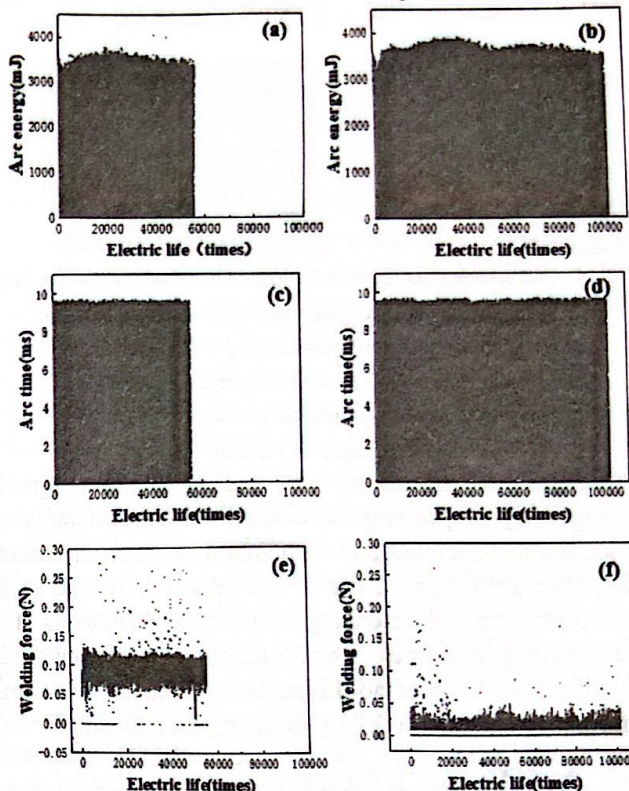 (a)
4000
3000
2000
1000
0
Arc energy(mJ)
0 20000 40000 60000 80000 100000
Electric life (times)
(b)
4000
3000
2000
1000
0
Arc energy(mJ)
0 20000 40000 60000 80000 100000
Electirc life(times)
(c)
10
8
6
4
2
0
Arc time(ms)
0 20000 40000 60000 80000 100000
Electric life(times)
(d)
10
8
6
4
2
0
Arc time(ms)
0 20000 40000 60000 80000 100000
Electric life(times)
(e)
0.30
0.25
0.20
0.15
0.10
0.05
0.00
-0.05
Welding force(N)
0 20000 40000 60000 80000 100000
Electric life(times)
(f)
0.30
0.25
0.20
0.15
0.10
0.05
0.00
Welding force(N)
0 20000 40000 60000 80000 100000
Electric life(times)